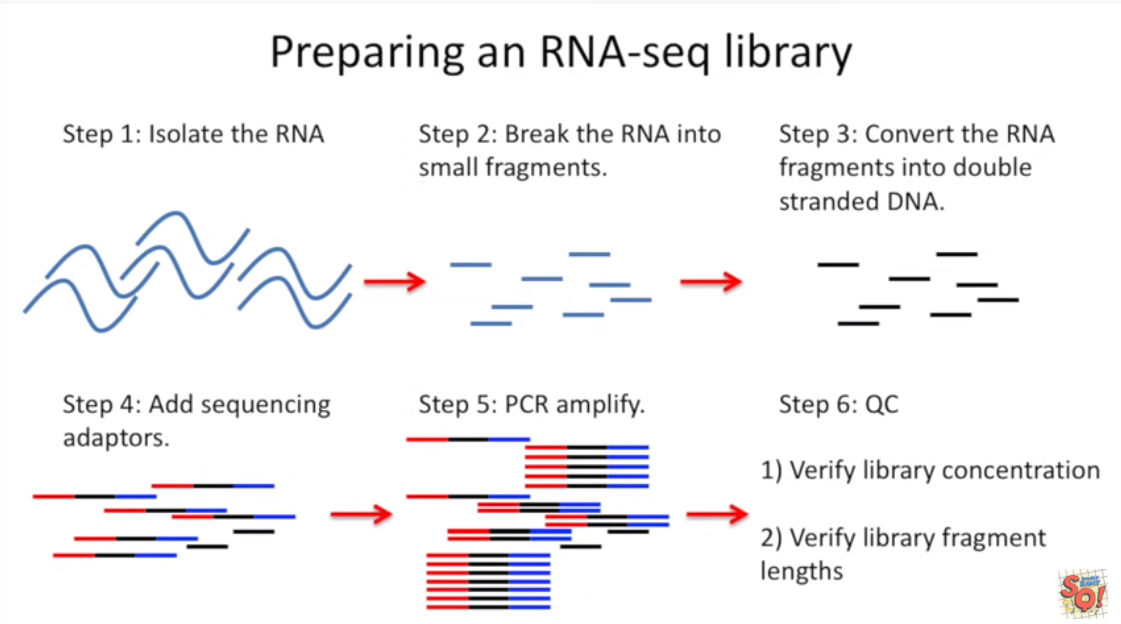 Preparing an RNA-seq library
Step 1: Isolate the RNA
Step 2: Break the RNA into
small fragments.
Step 3: Convert the RNA
fragments into double
stranded DNA.
Step 4: Add sequencing
adaptors.
Step 5: PCR amplify.
Step 6: QC
1) Verify library concentration
2) Verify library fragment
lengths
SQ!